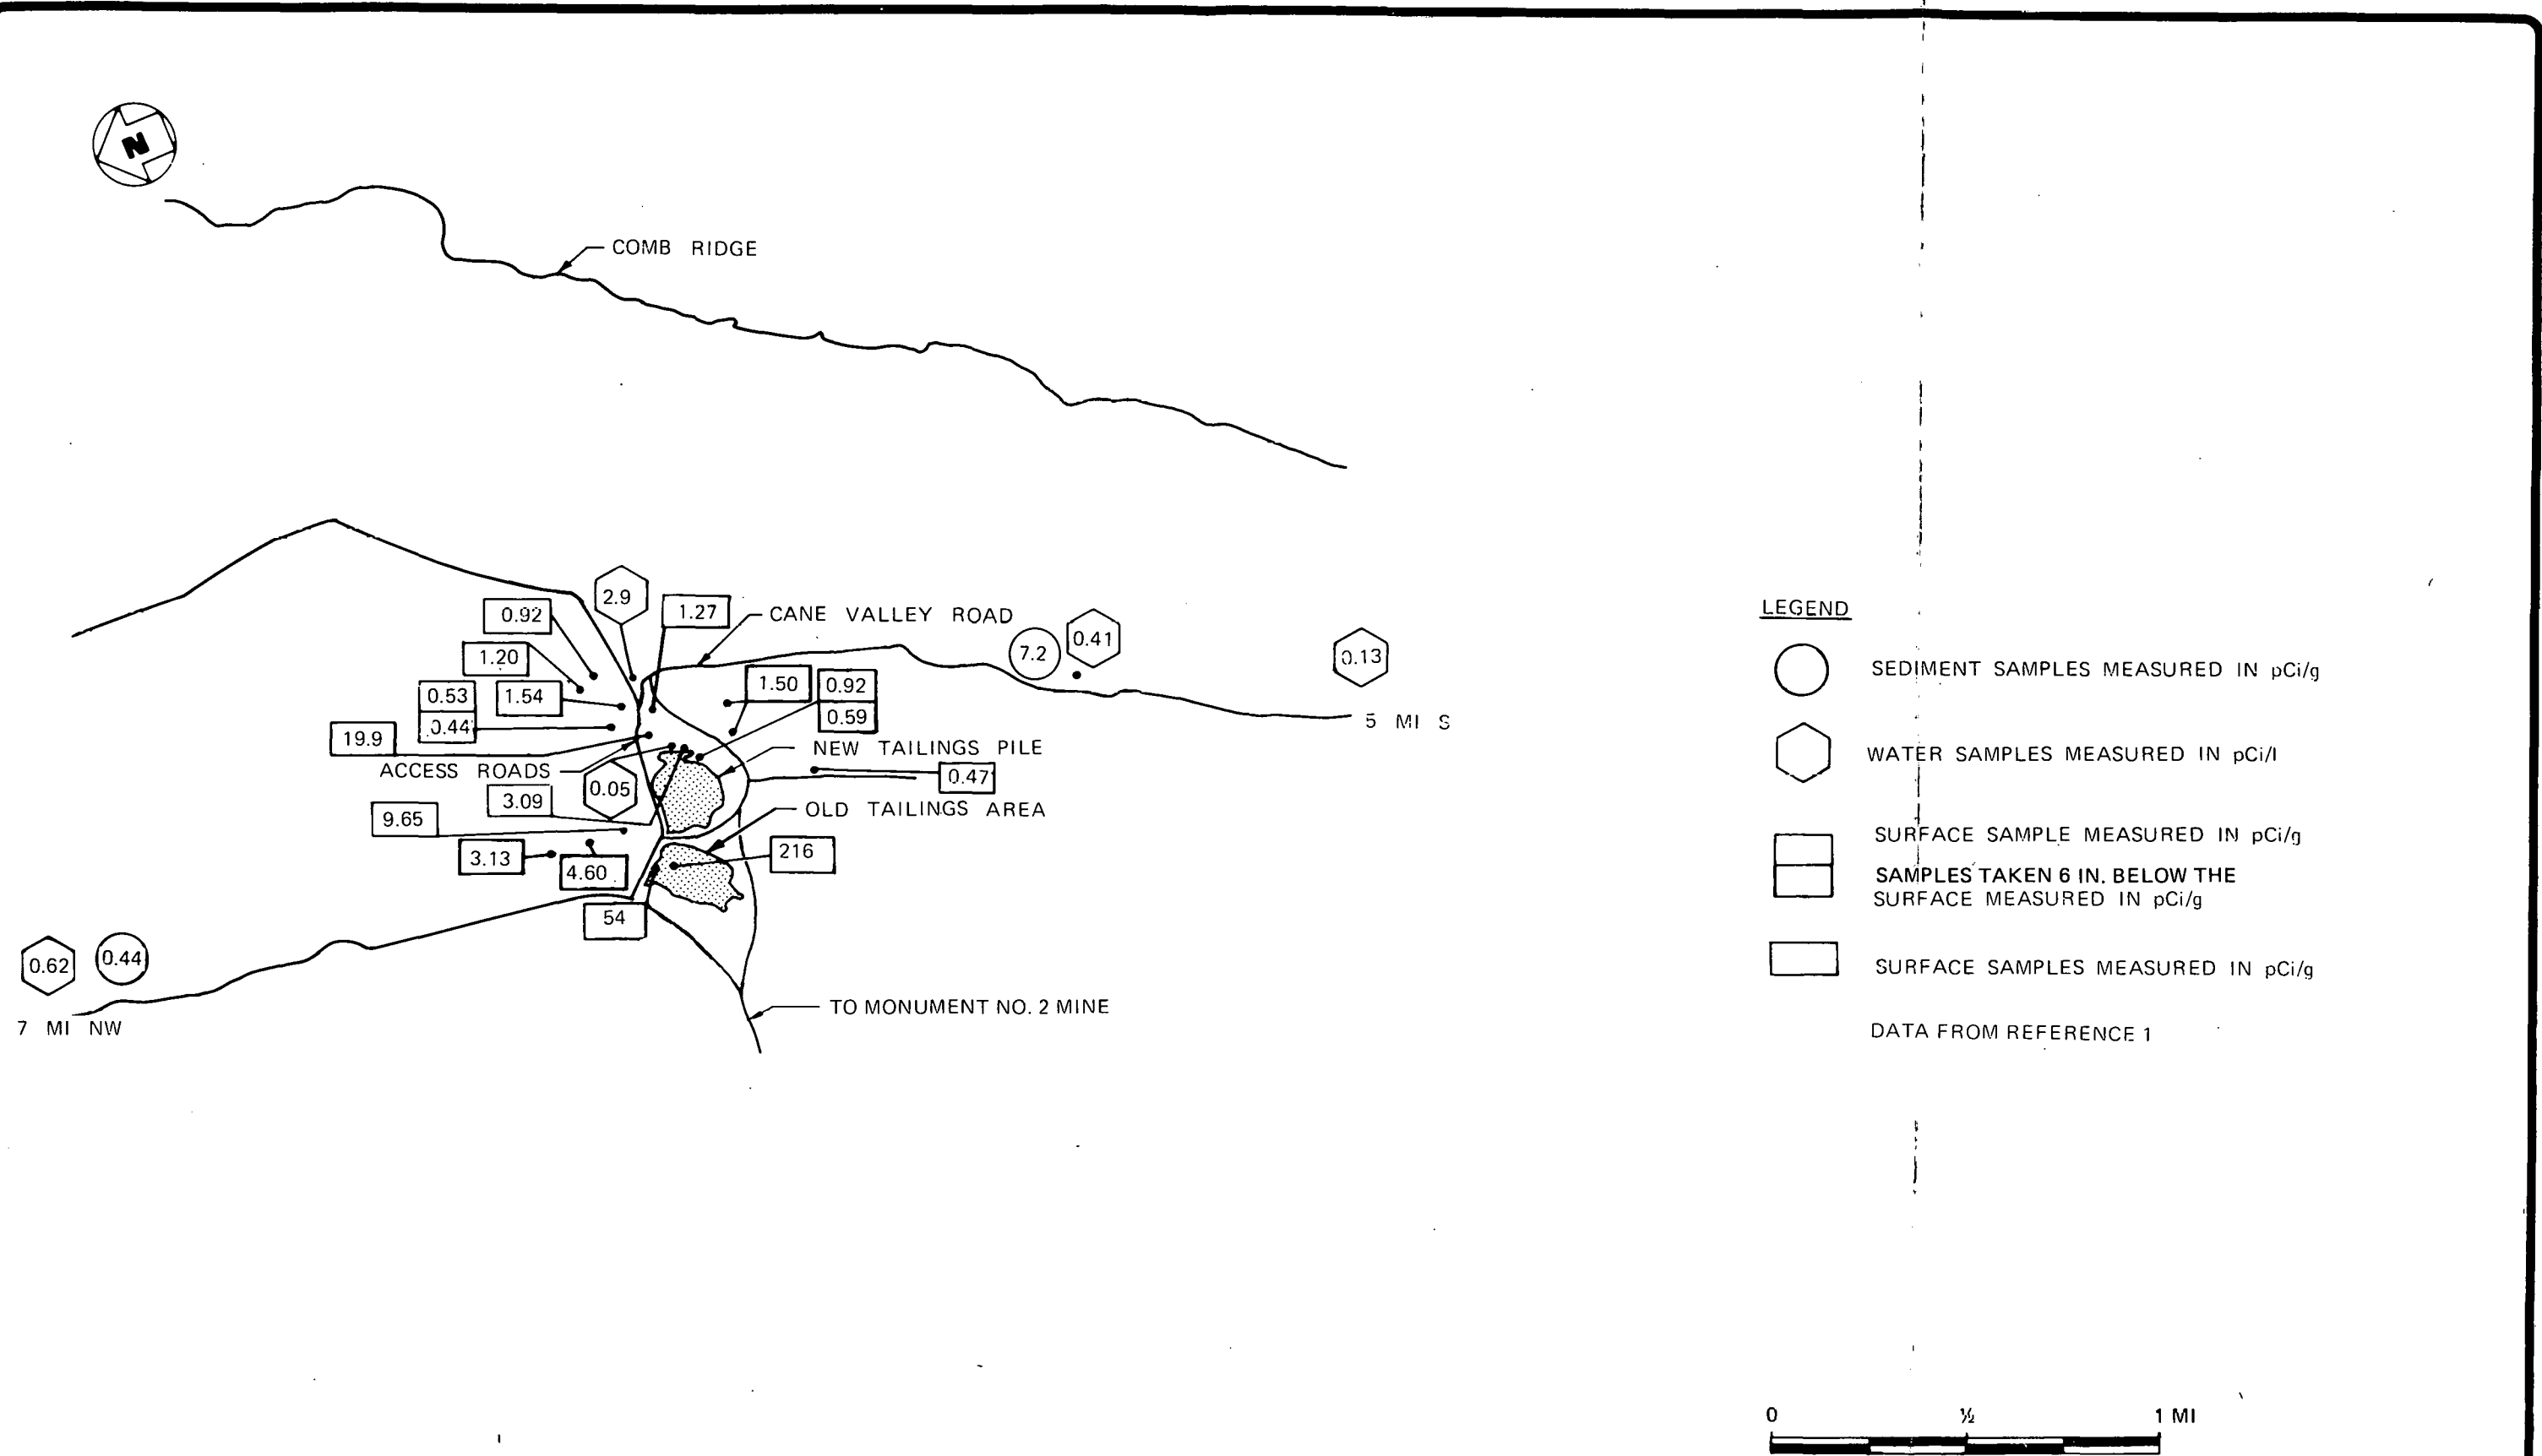 N
COMB RIDGE
2.9
0.92
1.27
CANE VALLEY ROAD
0.41
7.2
1.20
0.13
0.53
0.44
1.54
1.50
0.92
0.59
5 MI S
19.9
NEW TAILINGS PILE
ACCESS ROADS
0.47
0.05
3.09
OLD TAILINGS AREA
9.65
3.13
4.60
216
54
0.62
0.44
7 MI NW
TO MONUMENT NO. 2 MINE
LEGEND
SEDIMENT SAMPLES MEASURED IN pCi/g
WATER SAMPLES MEASURED IN pCi/l
SURFACE SAMPLE MEASURED IN pCi/g
SAMPLES TAKEN 6 IN. BELOW THE
SURFACE MEASURED IN pCi/g
SURFACE SAMPLES MEASURED IN pCi/g
DATA FROM REFERENCE 1
0 ½ 1 MI